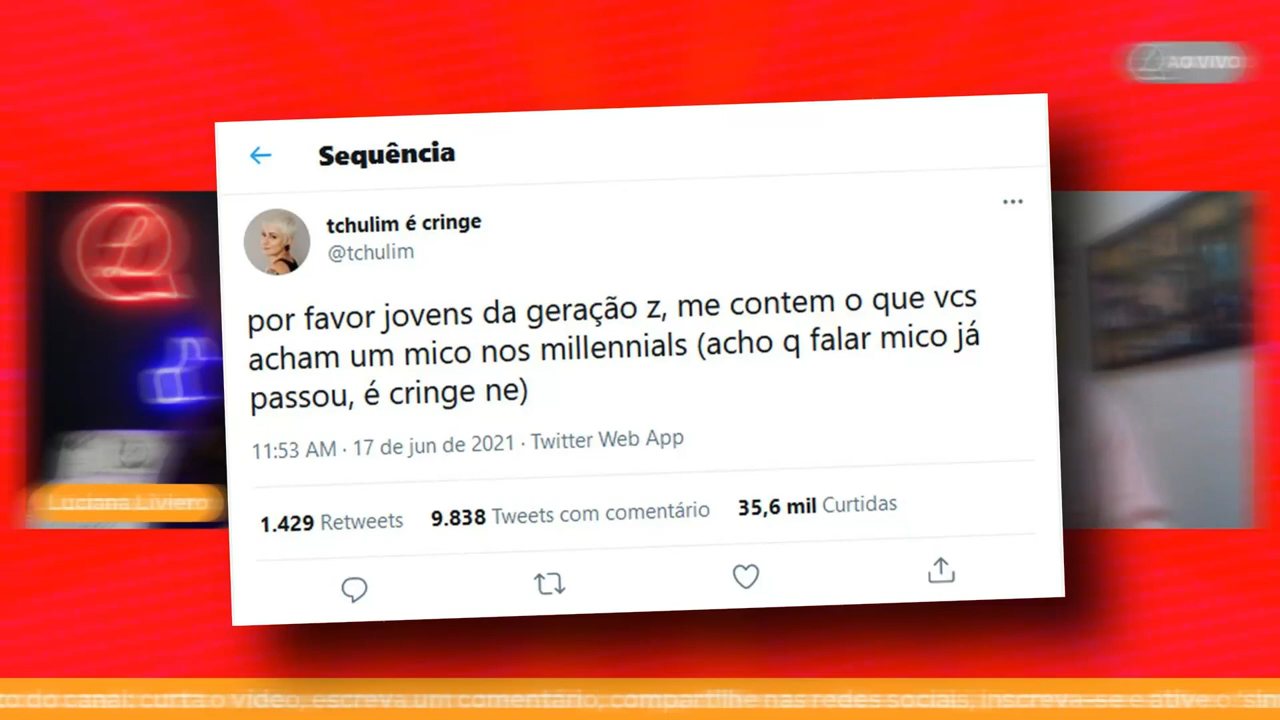 AO VIVO
Sequência
tchulim é cringe
@tchulim
por favor jovens da geração z, me contem o que vcs
acham um mico nos millennials (acho q falar mico já
passou, é cringe ne)
11:53 AM · 17 de jun de 2021 · Twitter Web App
1.429 Retweets 9.838 Tweets com comentário 35,6 mil Curtidas
Luciana Liviero
to do canal: curta o vídeo, escreva um comentário, compartilhe nas redes sociais, inscreva-se e ative o